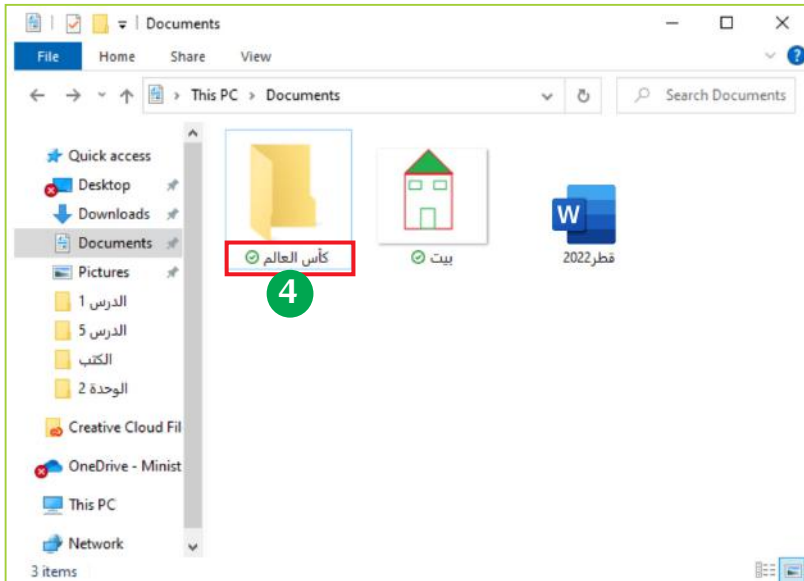 Documents
File Home Share View
This PC > Documents
Search Documents
Quick access
Desktop
Downloads
Documents
Pictures
الدرس 1
الدرس 5
الكتب
الوحدة 2
Creative Cloud Fil
OneDrive - Minist
This PC
Network
كأس العالم
بيت
W
قطر2022
4
3 items